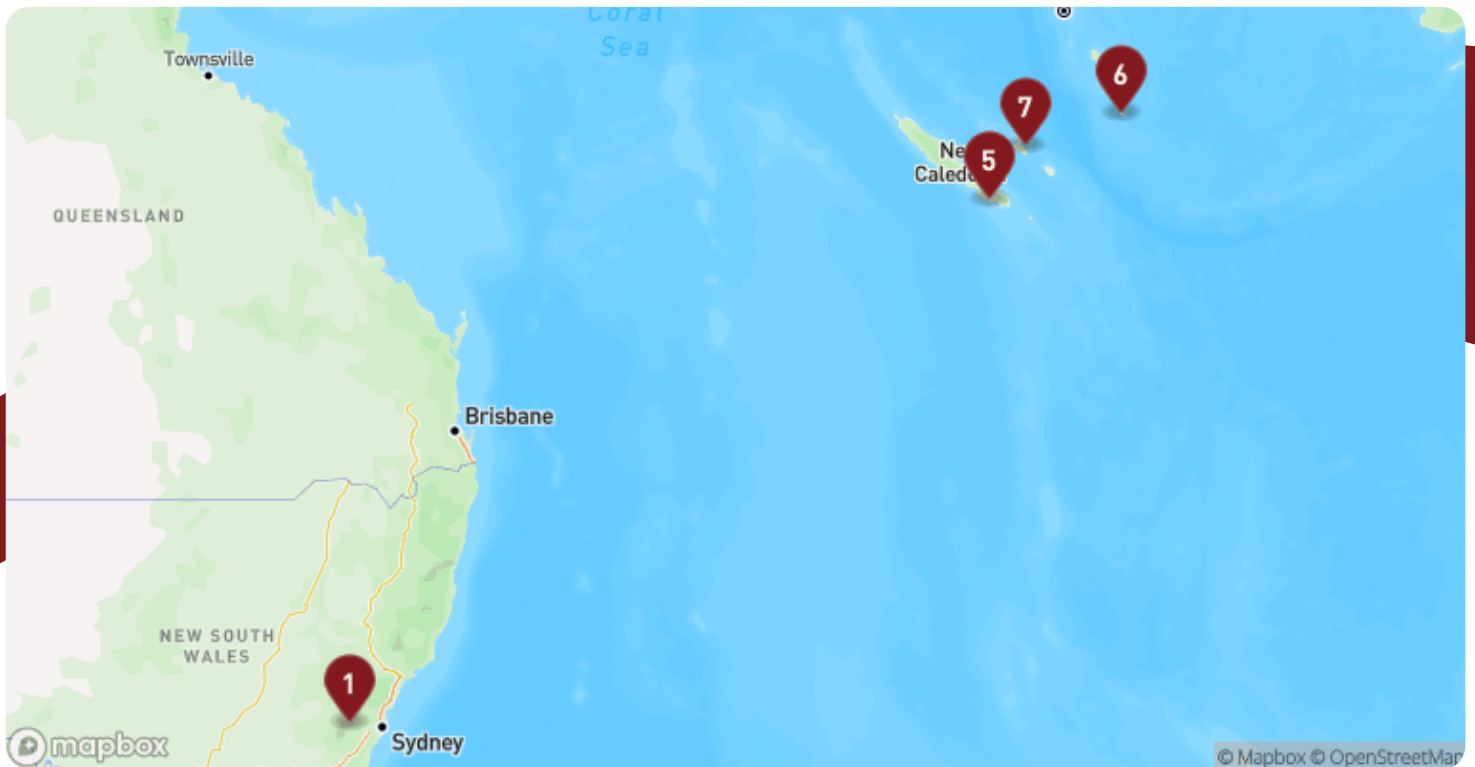 Coral
Sea
Townsville
6
7
5
QUEENSLAND
Brisbane
NEW SOUTH
WALES
1
Sydney
mapbox
© Mapbox © OpenStreetMap